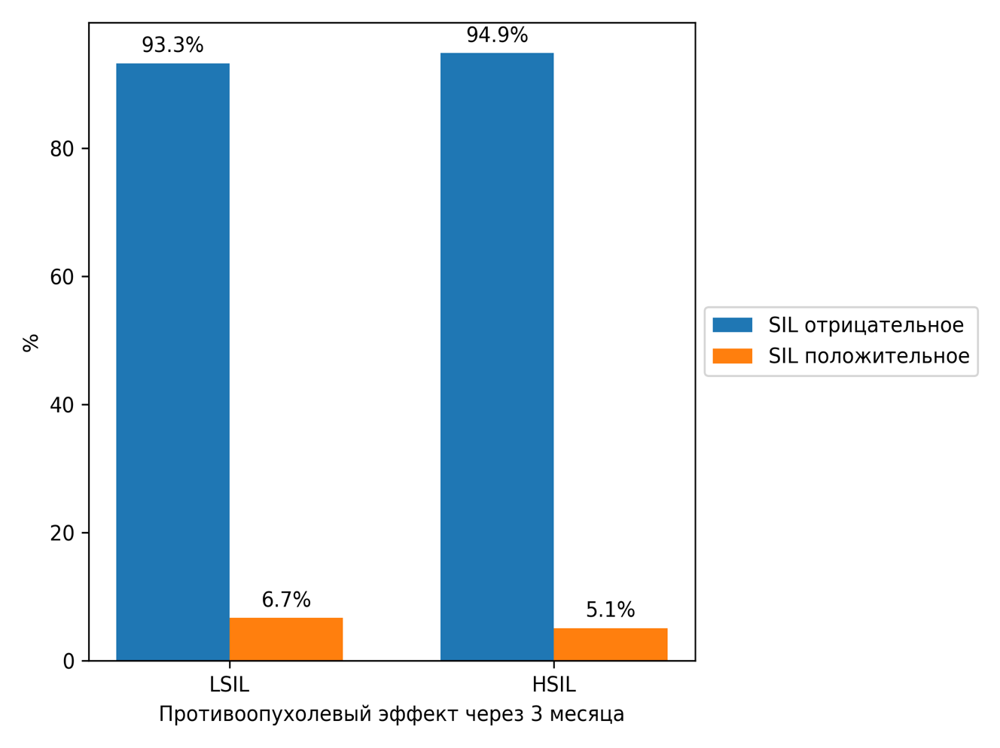 93.3%
94.9%
80
60
40
20
0
%
6.7%
5.1%
LSIL
HSIL
Противоопухолевый эффект через 3 месяца
SIL отрицательное
SIL положительное